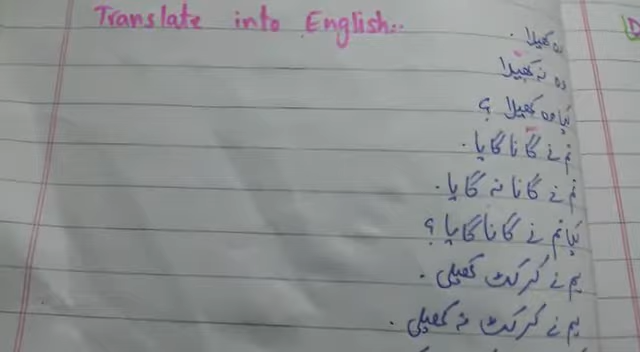 Translate into English:.
وہ کھیلا .
وہ نہ کھیلا
کیا وہ کھیلا ؟
تم نے گانا گایا .
تم نے گانا نہ گایا .
کیا تم نے گانا گایا ؟
ہم نے کرکٹ کھیلی .
ہم نے کرکٹ نہ کھیلی .